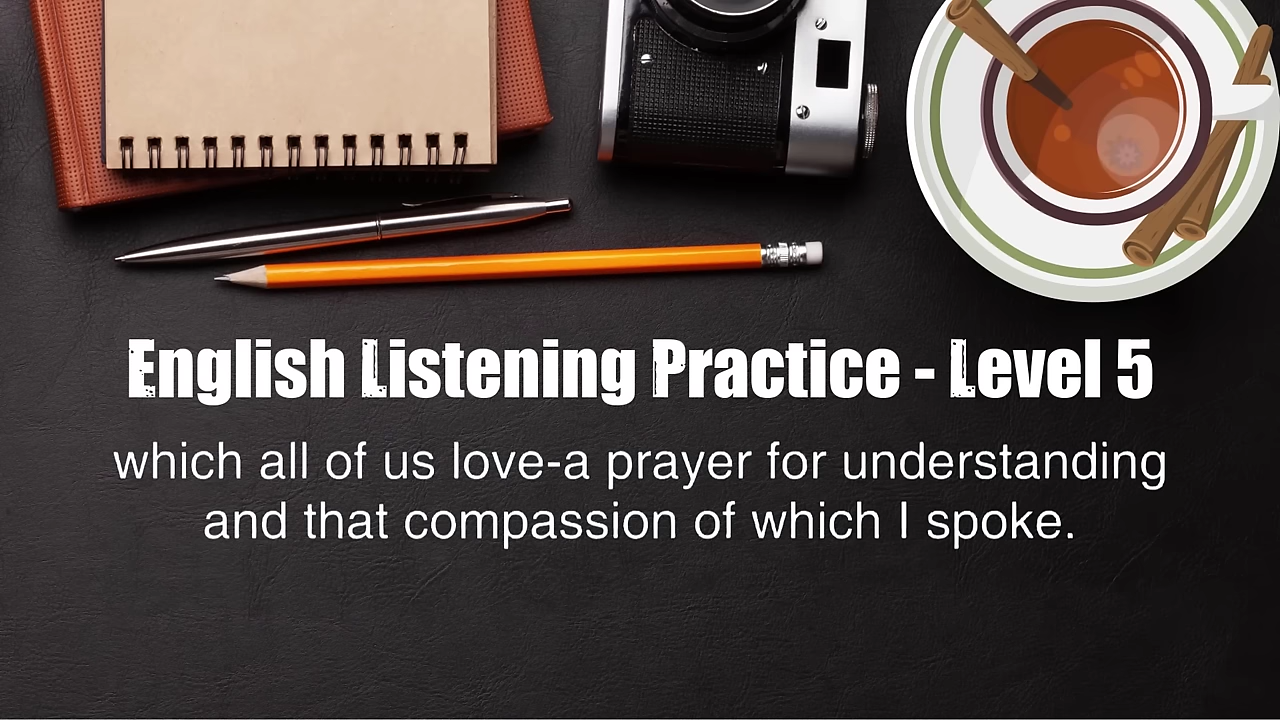 English Listening Practice - Level 5
which all of us love-a prayer for understanding
and that compassion of which I spoke.